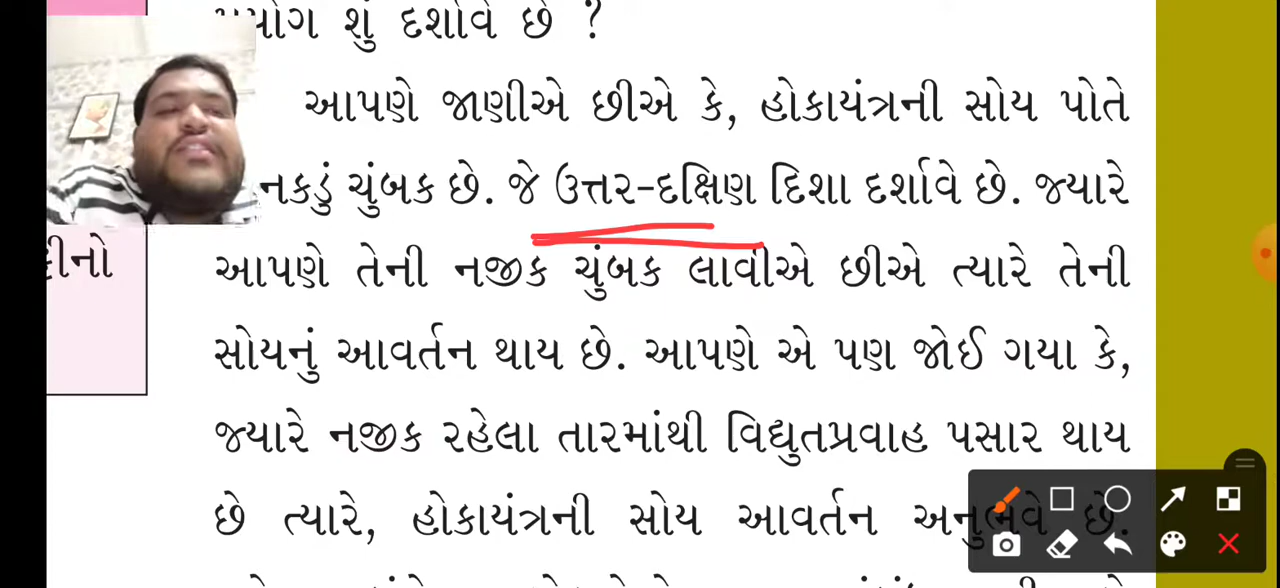 શું દર્શાવે છે ?
આપણે જાણીએ છીએ કે, હોકાયંત્રની સોય પોતે
નકડું ચુંબક છે. જે ઉત્તર-દક્ષિણ દિશા દર્શાવે છે. જ્યારે
આપણે તેની નજીક ચુંબક લાવીએ છીએ ત્યારે તેની
સોયનું આવર્તન થાય છે. આપણે એ પણ જોઈ ગયા કે,
જ્યારે નજીક રહેલા તારમાંથી વિદ્યુતપ્રવાહ પસાર થાય
છે ત્યારે, હોકાયંત્રની સોય આવર્તન અનુભવે છે.